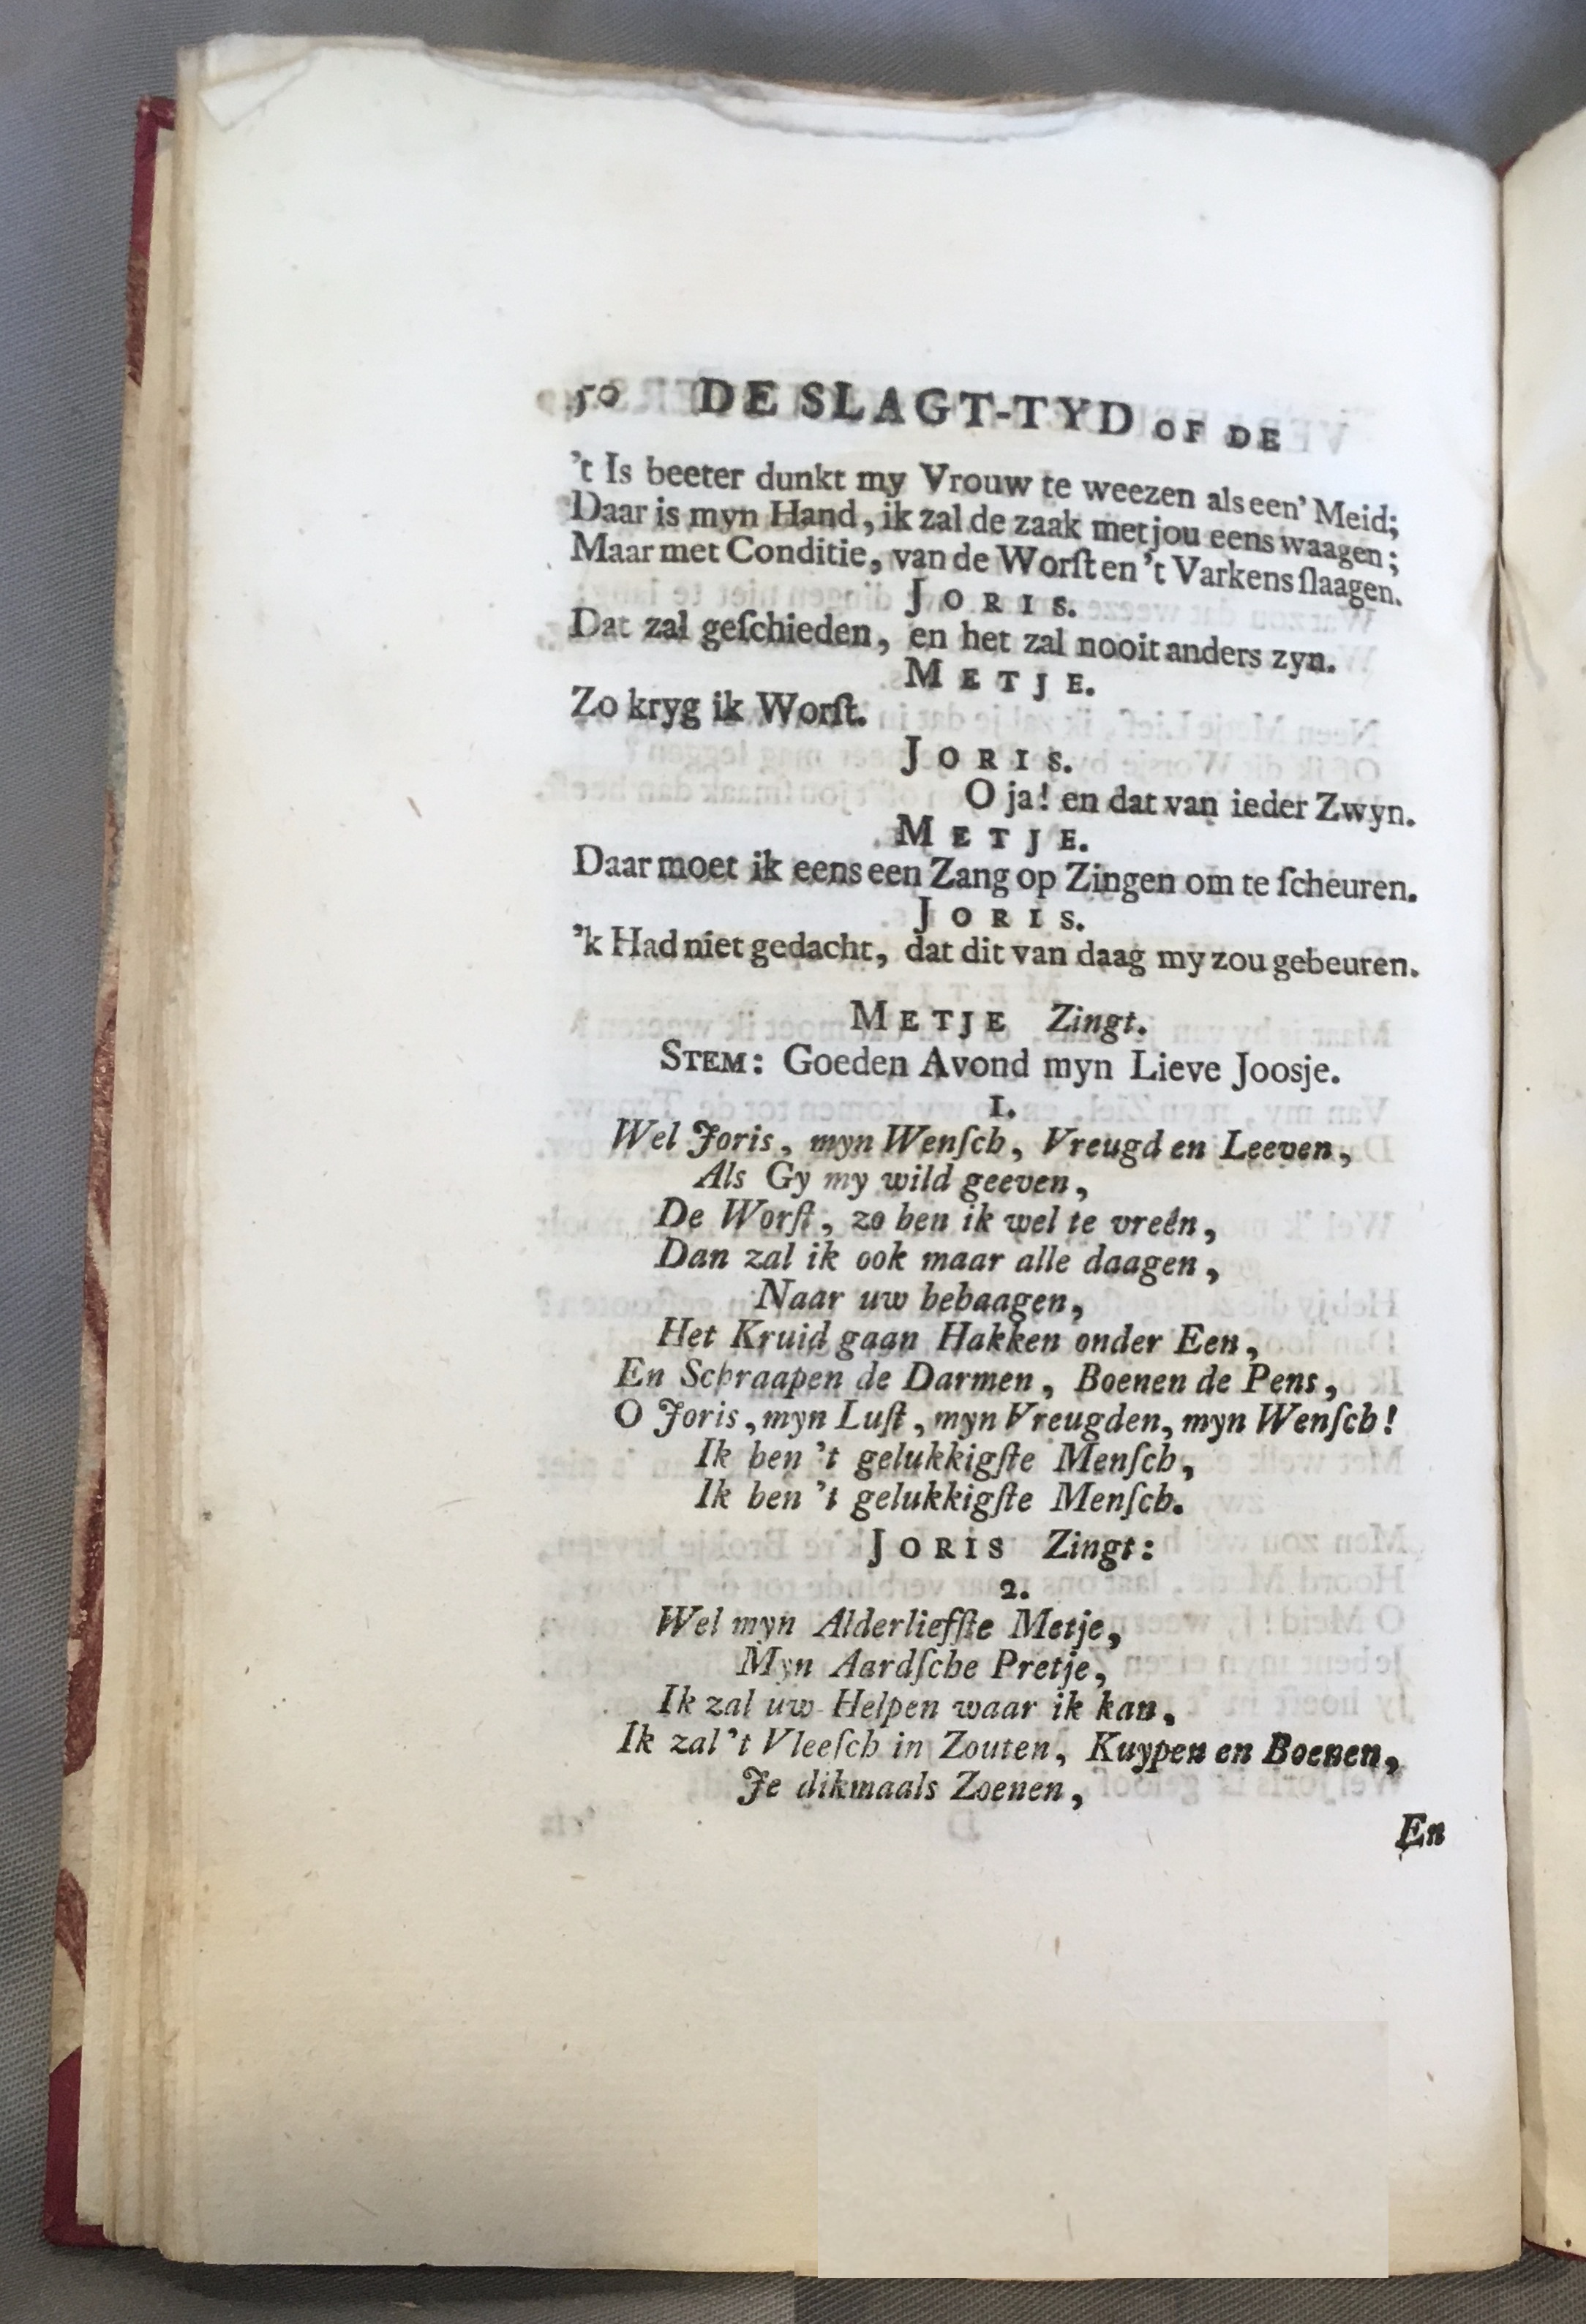 50 DE SLAGT-TYD OF DE
't Is beeter dunkt my Vrouw te weezen als een' Meid;
Daar is myn Hand, ik zal de zaak met jou eens waagen;
Maar met Conditie, van de Worſt en 't Varkens ſlaagen.
JORIS.
Dat zal geſchieden, en het zal nooit anders zyn.
METJE.
Zo kryg ik Worſt.
JORIS.
O ja! en dat van ieder Zwyn.
METJE.
Daar moet ik eens een Zang op Zingen om te ſcheuren.
JORIS.
'k Had niet gedacht, dat dit van daag my zou gebeuren.
METJE Zingt.
STEM: Goeden Avond myn Lieve Joosje.
1.
Wel Joris, myn Wenſch, Vreugd en Leeven,
Als Gy my wild geeven,
De Worſt, zo ben ik wel te vreên,
Dan zal ik ook maar alle daagen,
Naar uw behaagen,
Het Kruid gaan Hakken onder Een,
En Schraapen de Darmen, Boenen de Pens,
O Joris, myn Luſt, myn Vreugden, myn Wenſch!
Ik ben 't gelukkigſte Menſch,
Ik ben 't gelukkigſte Menſch.
JORIS Zingt:
2.
Wel myn Alderliefſte Metje,
Myn Aardſche Pretje,
Ik zal uw Helpen waar ik kan,
Ik zal 't Vleeſch in Zouten, Kuypen en Boenen,
Je dikmaals Zoenen,
En